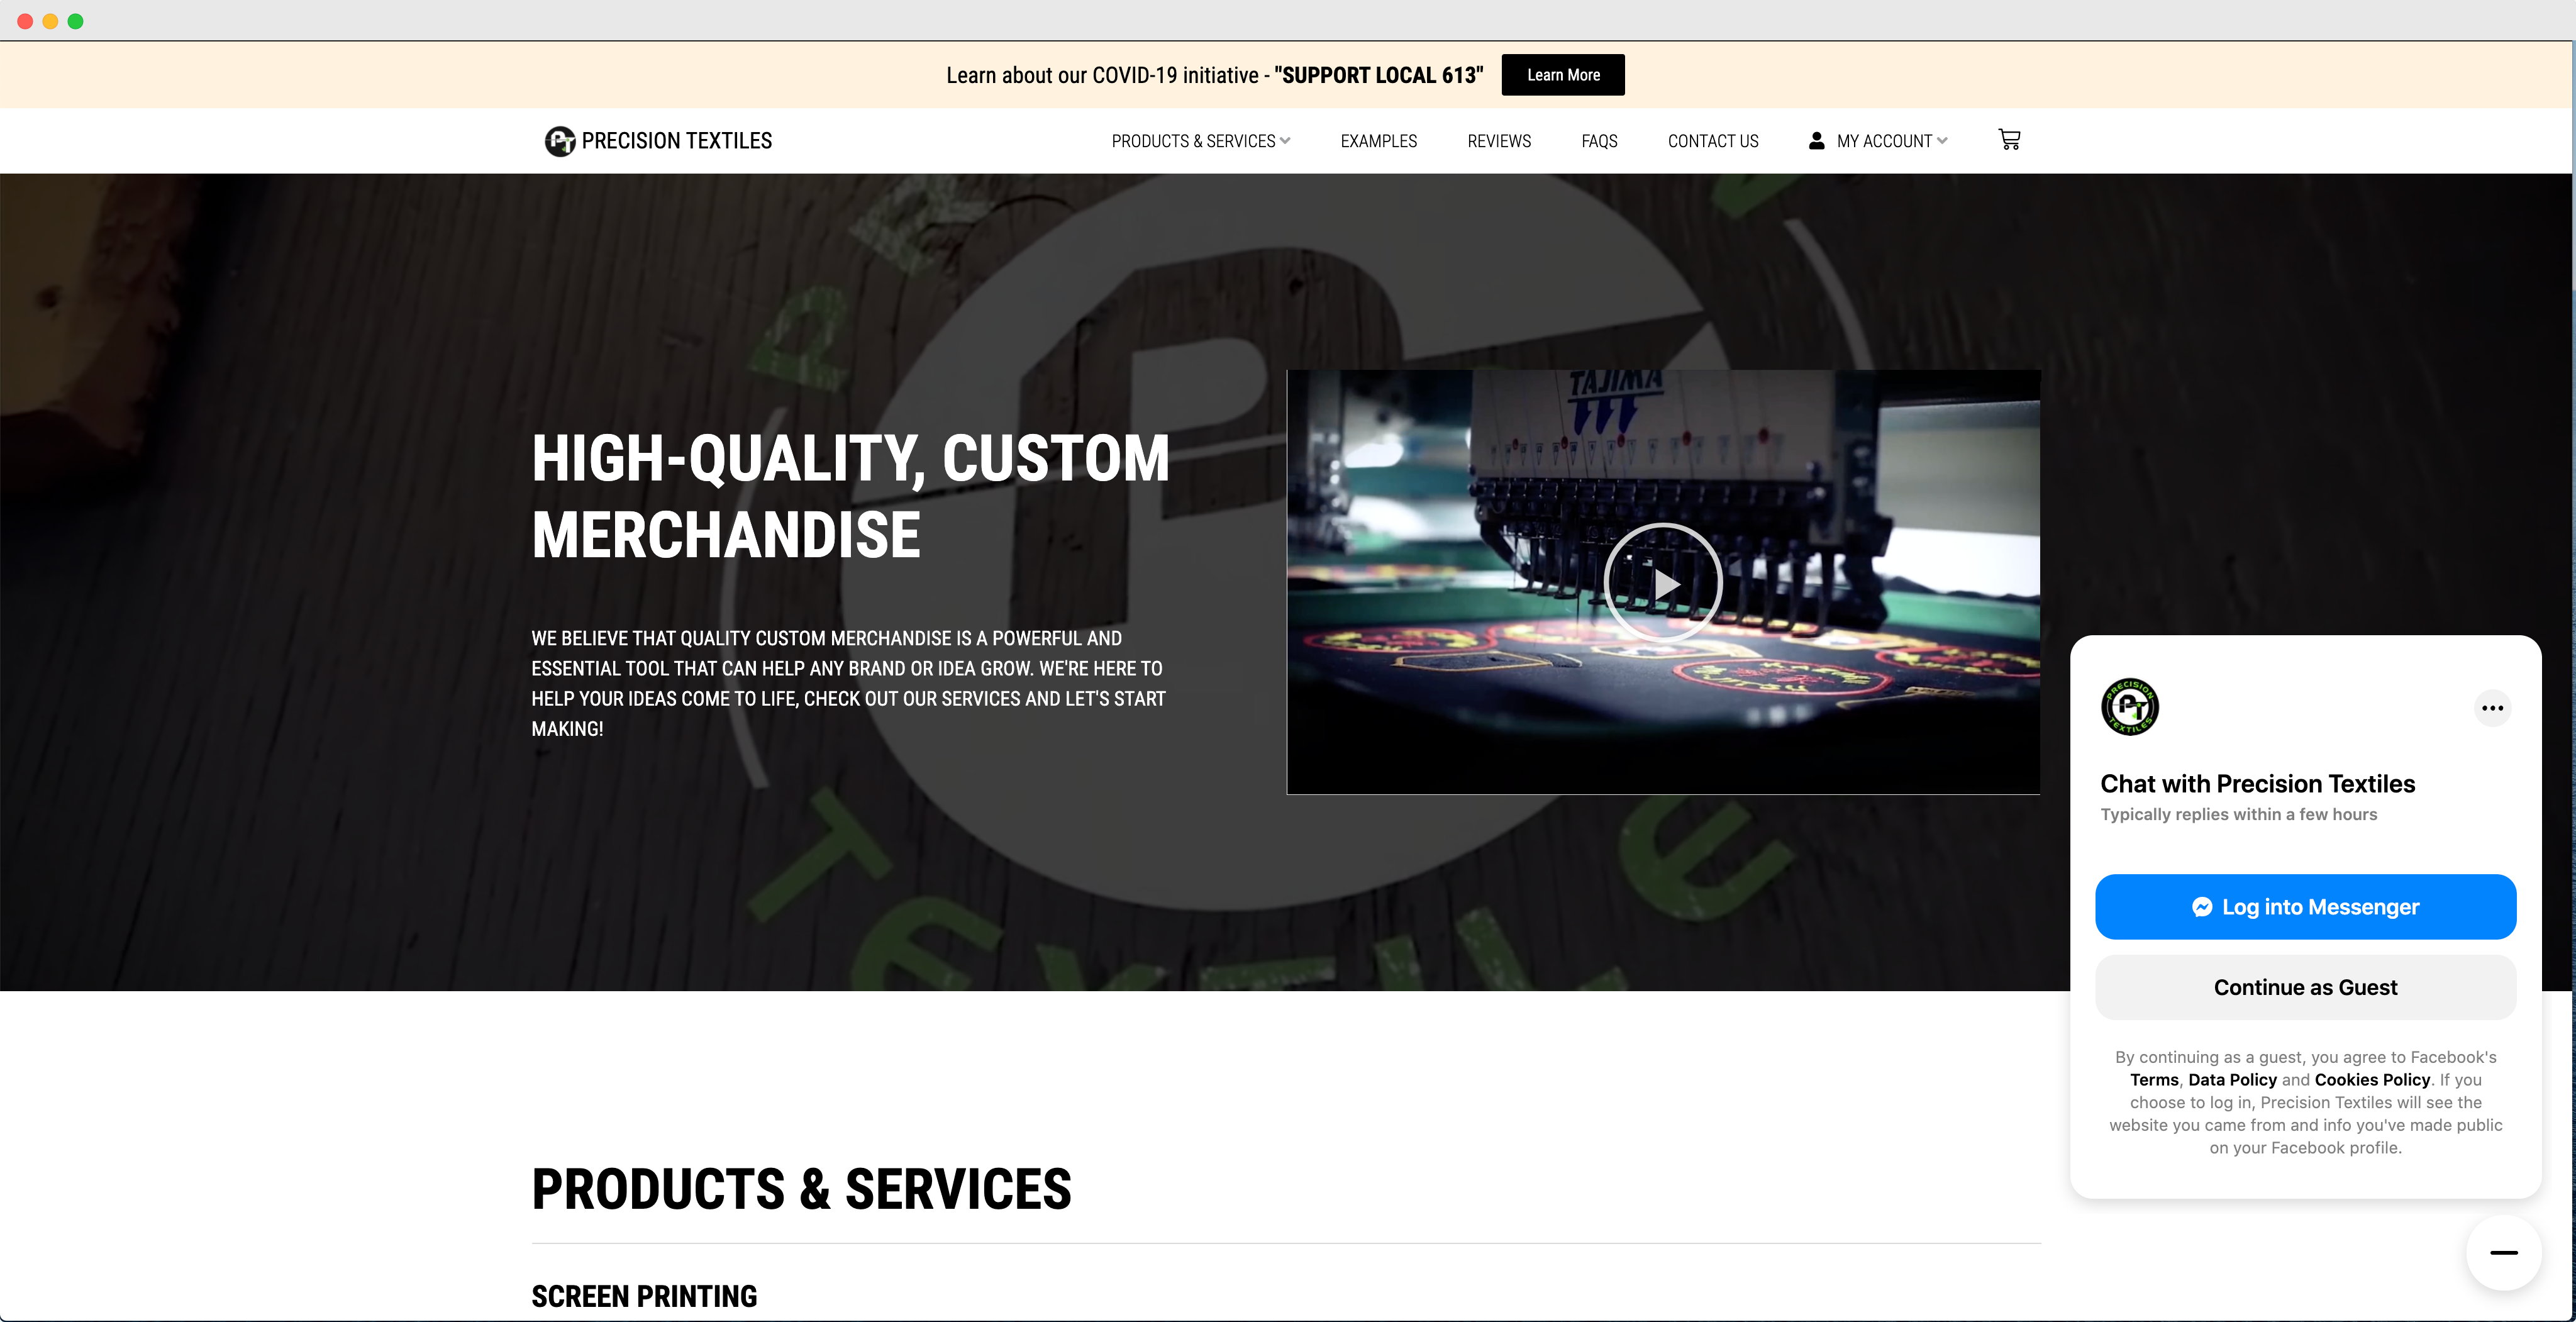 Learn about our COVID-19 initiative - "SUPPORT LOCAL 613" Learn More
PRECISION TEXTILES PRODUCTS & SERVICES EXAMPLES REVIEWS FAQS CONTACT US MY ACCOUNT
HIGH-QUALITY, CUSTOM
MERCHANDISE
WE BELIEVE THAT QUALITY CUSTOM MERCHANDISE IS A POWERFUL AND
ESSENTIAL TOOL THAT CAN HELP ANY BRAND OR IDEA GROW. WE'RE HERE TO
HELP YOUR IDEAS COME TO LIFE, CHECK OUT OUR SERVICES AND LET'S START
MAKING!
TAJIMA
PRECISION
PT
TEXTILES
Chat with Precision Textiles
Typically replies within a few hours
Log into Messenger
Continue as Guest
By continuing as a guest, you agree to Facebook's
Terms, Data Policy and Cookies Policy. If you
choose to log in, Precision Textiles will see the
website you came from and info you've made public
on your Facebook profile.
PRODUCTS & SERVICES
SCREEN PRINTING